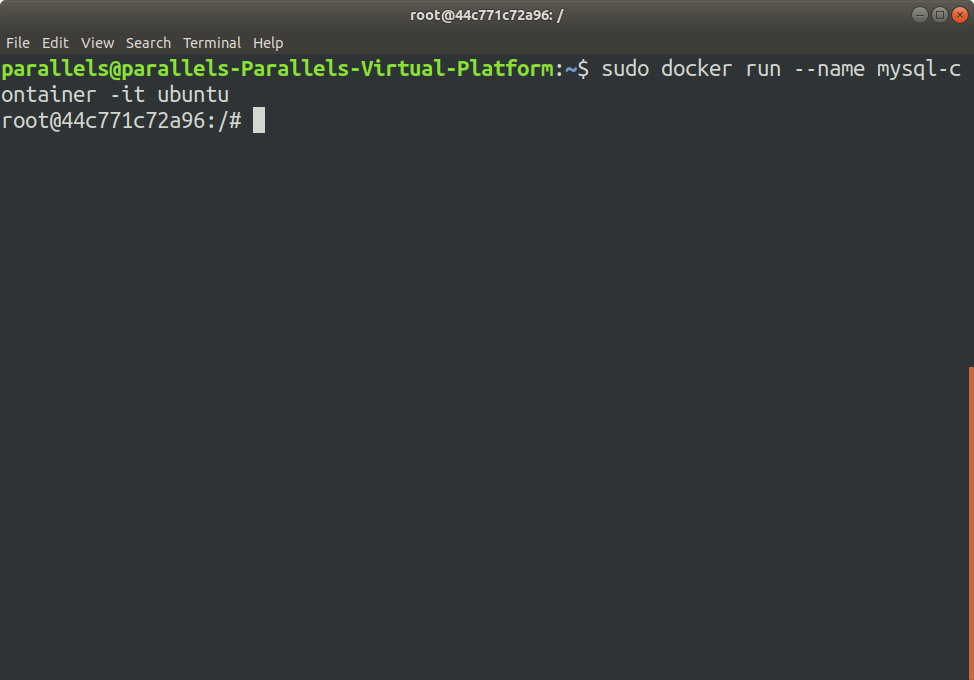 root@44c771c72a96: /
File Edit View Search Terminal Help
parallels@parallels-Parallels-Virtual-Platform:~$ sudo docker run --name mysql-c
ontainer -it ubuntu
root@44c771c72a96:/#